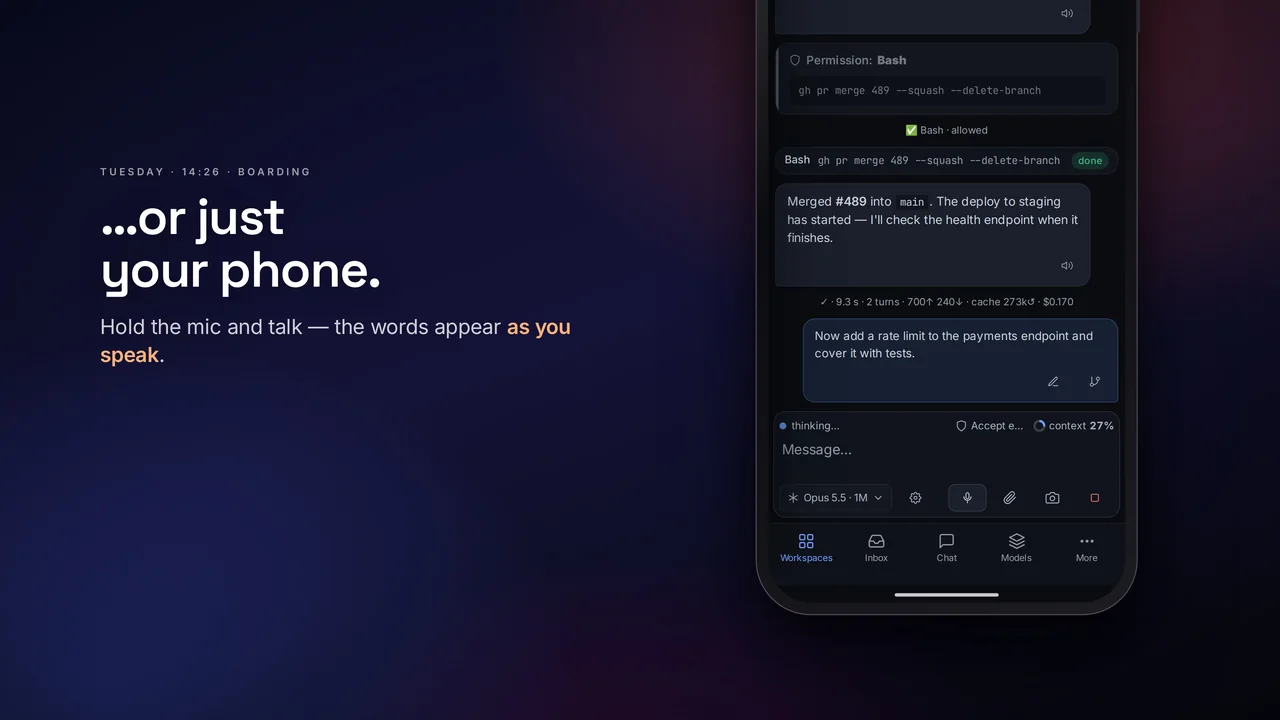 TUESDAY · 14:26 · BOARDING
...or just
your phone.
Hold the mic and talk — the words appear as you
speak.
Permission: Bash
gh pr merge 489 --squash --delete-branch
✅ Bash · allowed
Bash gh pr merge 489 --squash --delete-branch done
Merged #489 into main . The deploy to staging
has started — I'll check the health endpoint when it
finishes.
✓ · 9.3 s · 2 turns · 700↑ 240↓ · cache 273k↺ · $0.170
Now add a rate limit to the payments endpoint and
cover it with tests.
thinking... Accept e... context 27%
Message...
Opus 5.5 · 1M
Workspaces Inbox Chat Models More